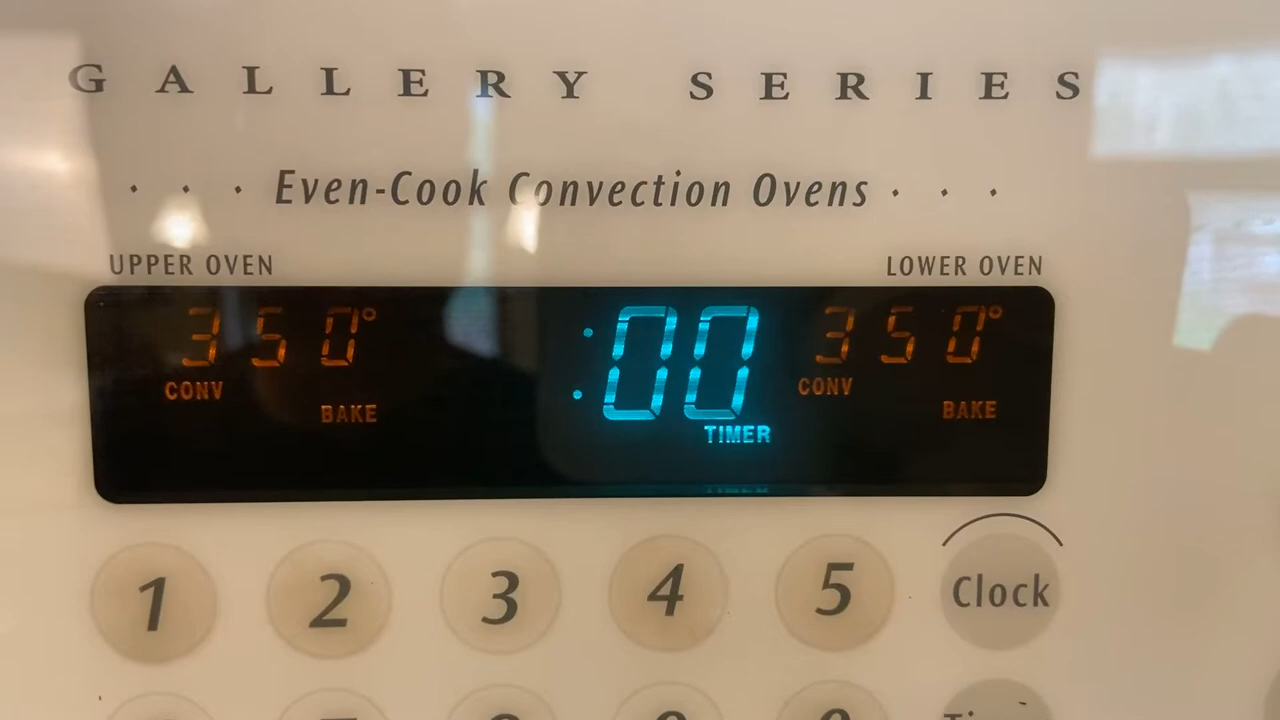 GALLERY SERIES
· · · Even-Cook Convection Ovens · · ·
UPPER OVEN LOWER OVEN
350° :00 350°
CONV CONV
BAKE BAKE
TIMER
1 2 3 4 5 Clock